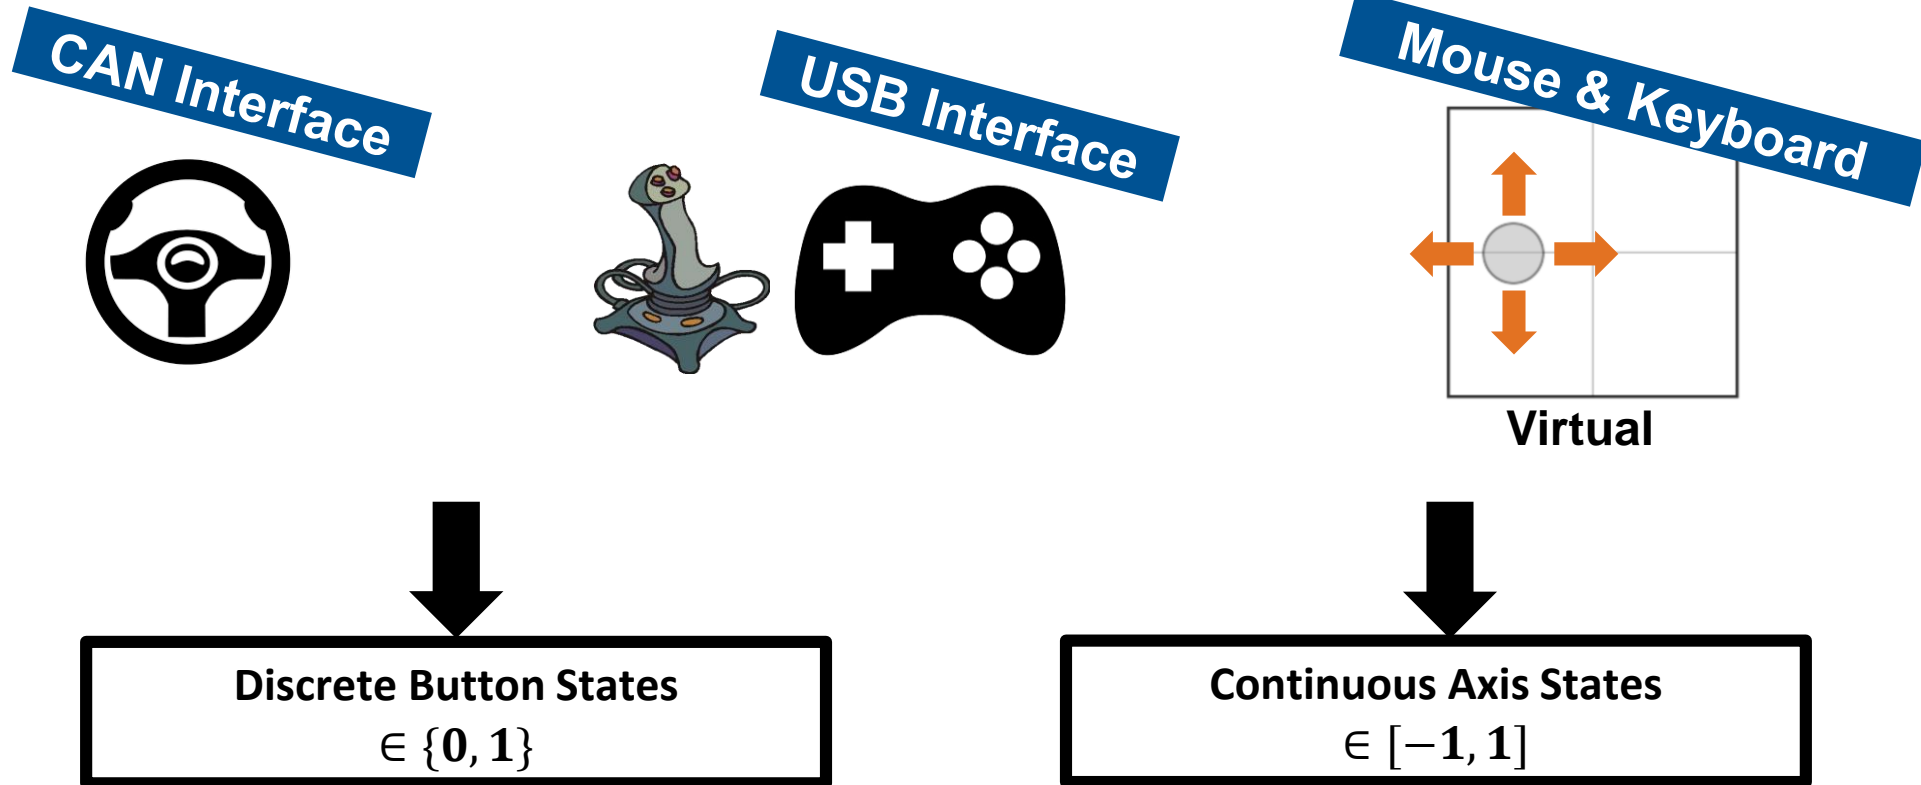 CAN Interface
USB Interface
Mouse & Keyboard
Virtual
Discrete Button States
∈ {0, 1}
Continuous Axis States
∈ [−1, 1]